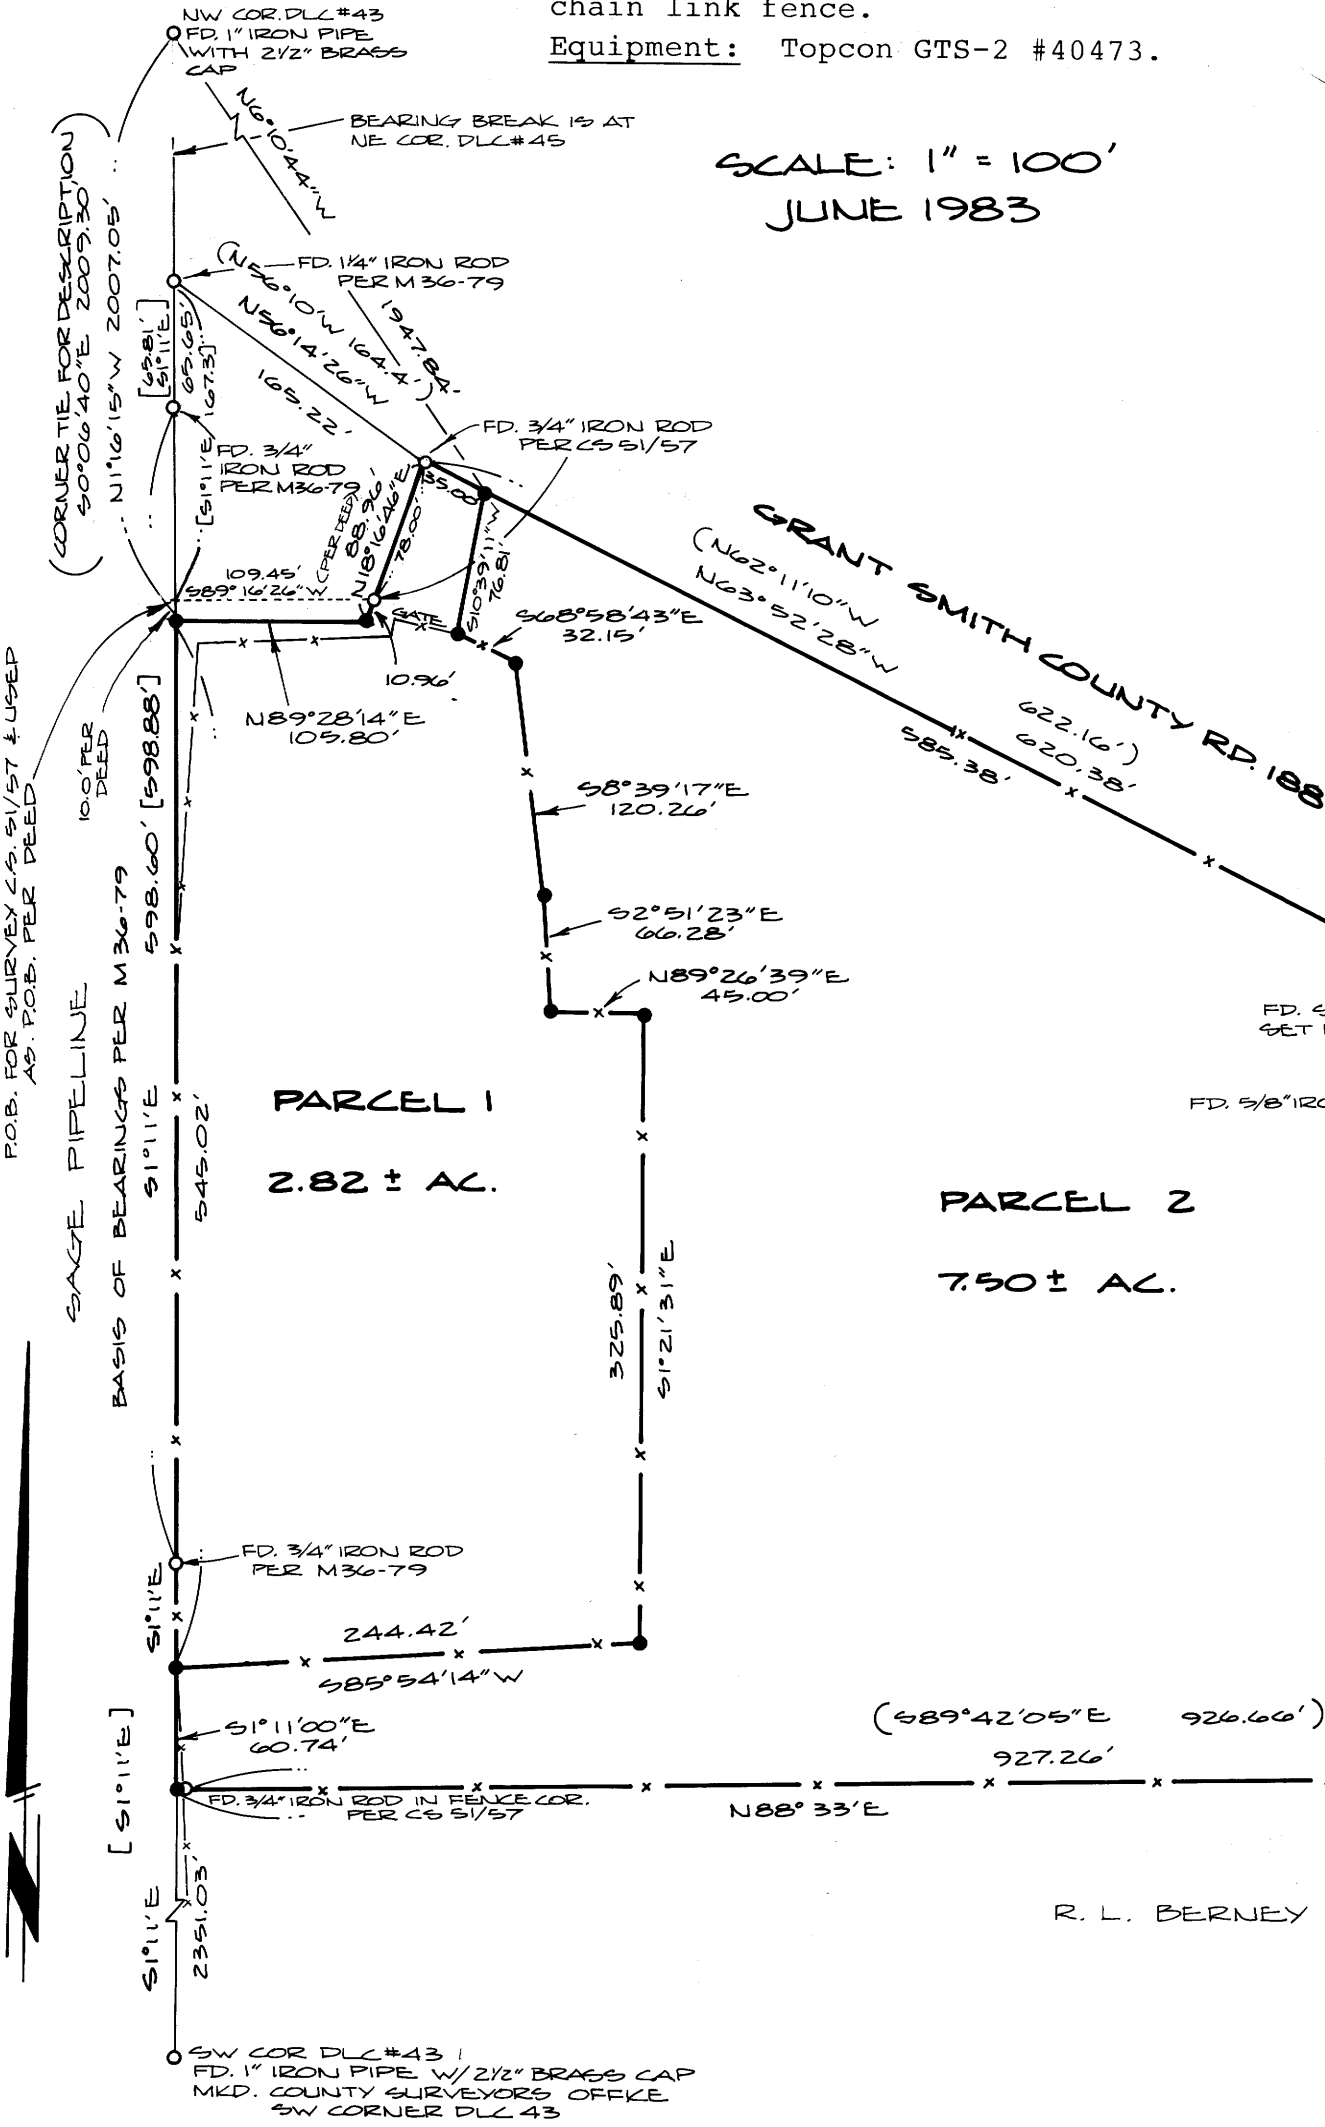 chain link fence.
Equipment: Topcon GTS-2 #40473.
NW COR. DLC #43
FD. 1" IRON PIPE
WITH 2 1/2" BRASS
CAP
N6°10'44"W
BEARING BREAK IS AT
NE COR. DLC #45
SCALE: 1" = 100'
JUNE 1983
(CORNER TIE FOR DESCRIPTION
S0°06'40"E 2009.30')
N1°16'15"W 2007.05'
FD. 1 1/4" IRON ROD
PER M 36-79
(N56°10'W 164.4')
N56°14'26"W
165.22'
1947.84'
[65.81'
S1°11'E]
65.65'
[S1°11'E 167.3]
FD. 3/4"
IRON ROD
PER M36-79
FD. 3/4" IRON ROD
PER CS 51/57
35.00'
(PER DEED)
88.96'
N18°16'46"E
78.00'
S10°39'11"W
76.81'
109.45'
S89°16'26"W
GATE
S68°58'43"E
32.15'
10.96'
N89°28'14"E
105.80'
GRANT SMITH COUNTY RD. 188
(N62°11'10"W 622.16')
N63°52'28"W 620.38'
585.38'
S8°39'17"E
120.26'
S2°51'23"E
66.28'
N89°26'39"E
45.00'
P.O.B. FOR SURVEY C.S. 51/57 & USED
AS. P.O.B. PER DEED
10.0' PER
DEED
598.60' [598.88']
SAGE PIPELINE
BASIS OF BEARINGS PER M 36-79
S1°11'E
545.02'
FD. 5
SET
FD. 5/8" IRO
PARCEL 1
2.82 ± AC.
PARCEL 2
7.50 ± AC.
325.89'
S1°21'31"E
FD. 3/4" IRON ROD
PER M36-79
S1°11'E
244.42'
S85°54'14"W
[S1°11'E]
S1°11'00"E
60.74'
(S89°42'05"E 926.66')
927.26'
N88°33'E
FD. 3/4" IRON ROD IN FENCE COR.
PER CS 51/57
S1°11'E
2351.03'
R. L. BERNEY
SW COR DLC #43
FD. 1" IRON PIPE W/ 2 1/2" BRASS CAP
MKD. COUNTY SURVEYORS OFFICE
SW CORNER DLC 43